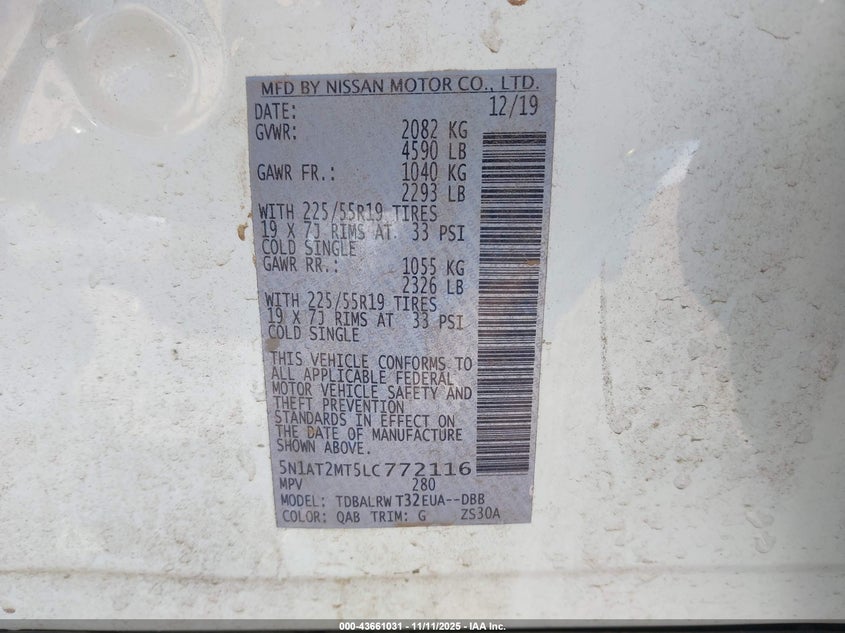 MFD BY NISSAN MOTOR CO., LTD.
DATE: 12/19
GVWR: 2082 KG
4590 LB
GAWR FR.: 1040 KG
2293 LB
WITH 225/55R19 TIRES
19 X 7J RIMS AT 33 PSI
COLD SINGLE
GAWR RR.: 1055 KG
2326 LB
WITH 225/55R19 TIRES
19 X 7J RIMS AT 33 PSI
COLD SINGLE
THIS VEHICLE CONFORMS TO
ALL APPLICABLE FEDERAL
MOTOR VEHICLE SAFETY AND
THEFT PREVENTION
STANDARDS IN EFFECT ON
THE DATE OF MANUFACTURE
SHOWN ABOVE.
5N1AT2MT5LC772116
MPV 280
MODEL: TDBALRW T32EUA--DBB
COLOR: QAB TRIM: G ZS30A
000-43661031 - 11/11/2025 - IAA Inc.